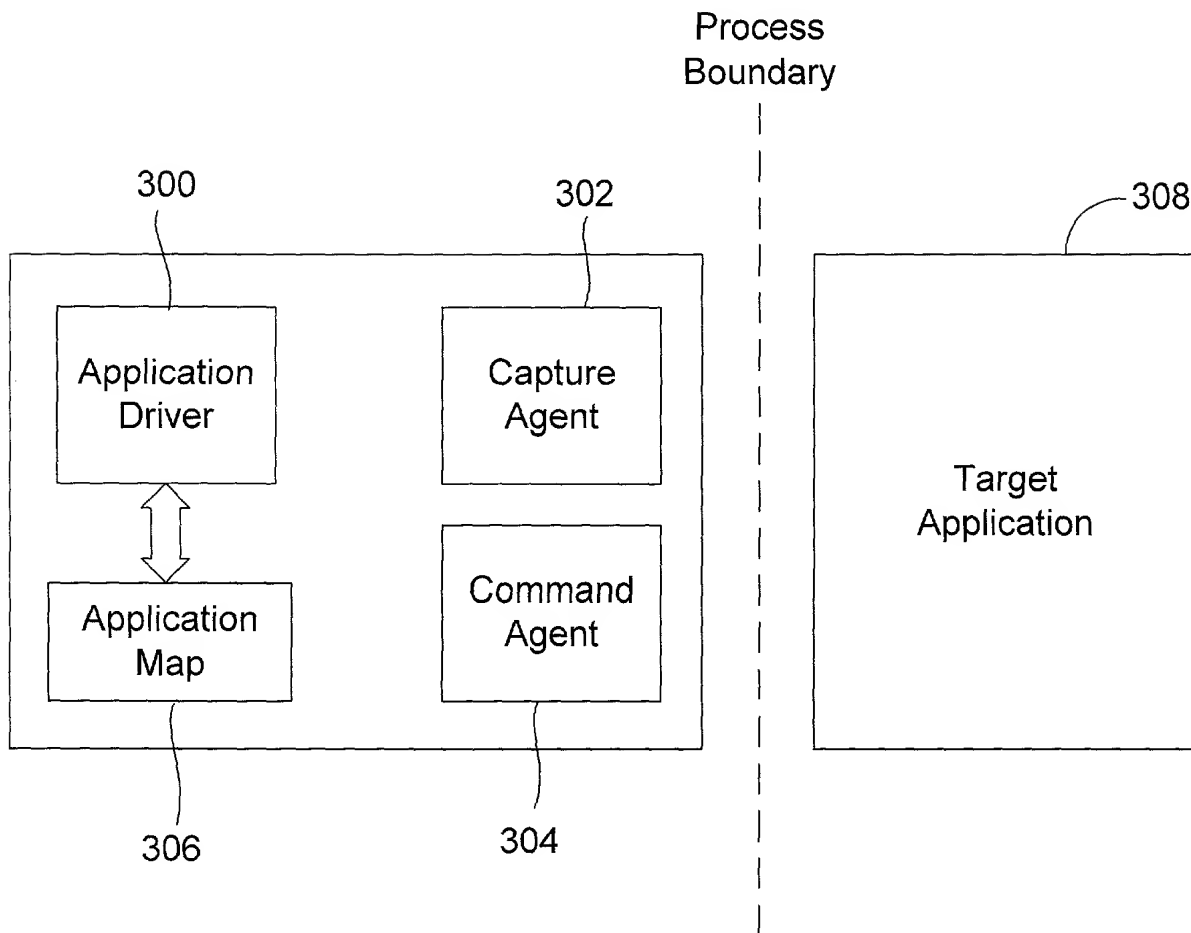 Process
Boundary
300
302
308
Application
Driver
Capture
Agent
Target
Application
Application
Map
Command
Agent
306
304